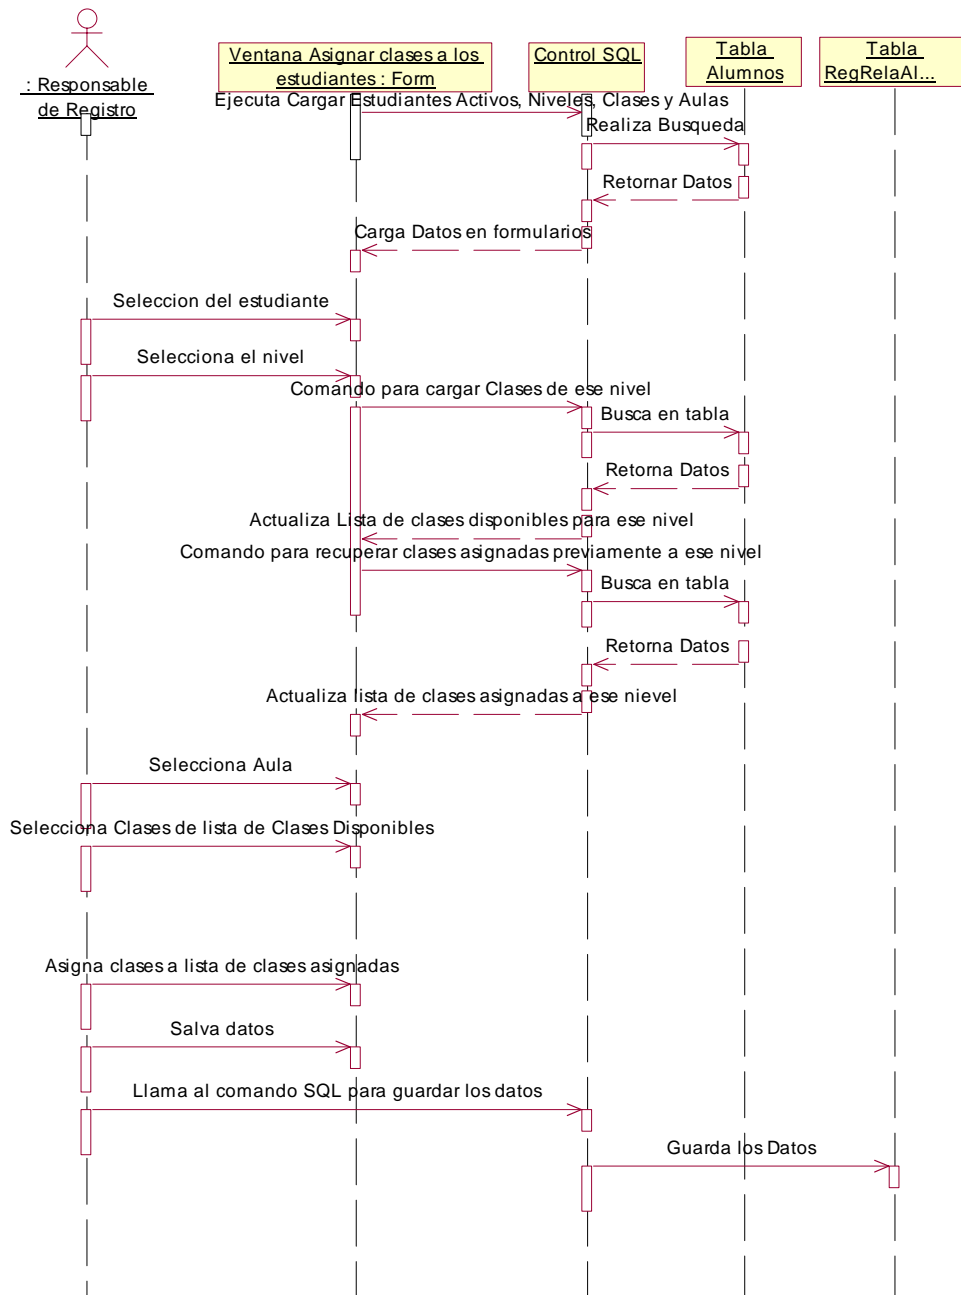 : Responsable
de Registro
Ventana Asignar clases a los
estudiantes : Form
Control SQL
Tabla
Alumnos
Tabla
RegRelaAl...
Ejecuta Cargar Estudiantes Activos, Niveles, Clases y Aulas
Realiza Busqueda
Retornar Datos
Carga Datos en formularios
Seleccion del estudiante
Selecciona el nivel
Comando para cargar Clases de ese nivel
Busca en tabla
Retorna Datos
Actualiza Lista de clases disponibles para ese nivel
Comando para recuperar clases asignadas previamente a ese nivel
Busca en tabla
Retorna Datos
Actualiza lista de clases asignadas a ese nievel
Selecciona Aula
Selecciona Clases de lista de Clases Disponibles
Asigna clases a lista de clases asignadas
Salva datos
Llama al comando SQL para guardar los datos
Guarda los Datos